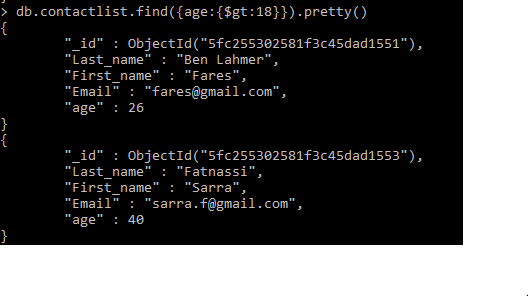 > db.contactlist.find({age:{$gt:18}}).pretty()
{
        "_id" : ObjectId("5fc255302581f3c45dad1551"),
        "Last_name" : "Ben Lahmer",
        "First_name" : "Fares",
        "Email" : "fares@gmail.com",
        "age" : 26
}
{
        "_id" : ObjectId("5fc255302581f3c45dad1553"),
        "Last_name" : "Fatnassi",
        "First_name" : "Sarra",
        "Email" : "sarra.f@gmail.com",
        "age" : 40
}